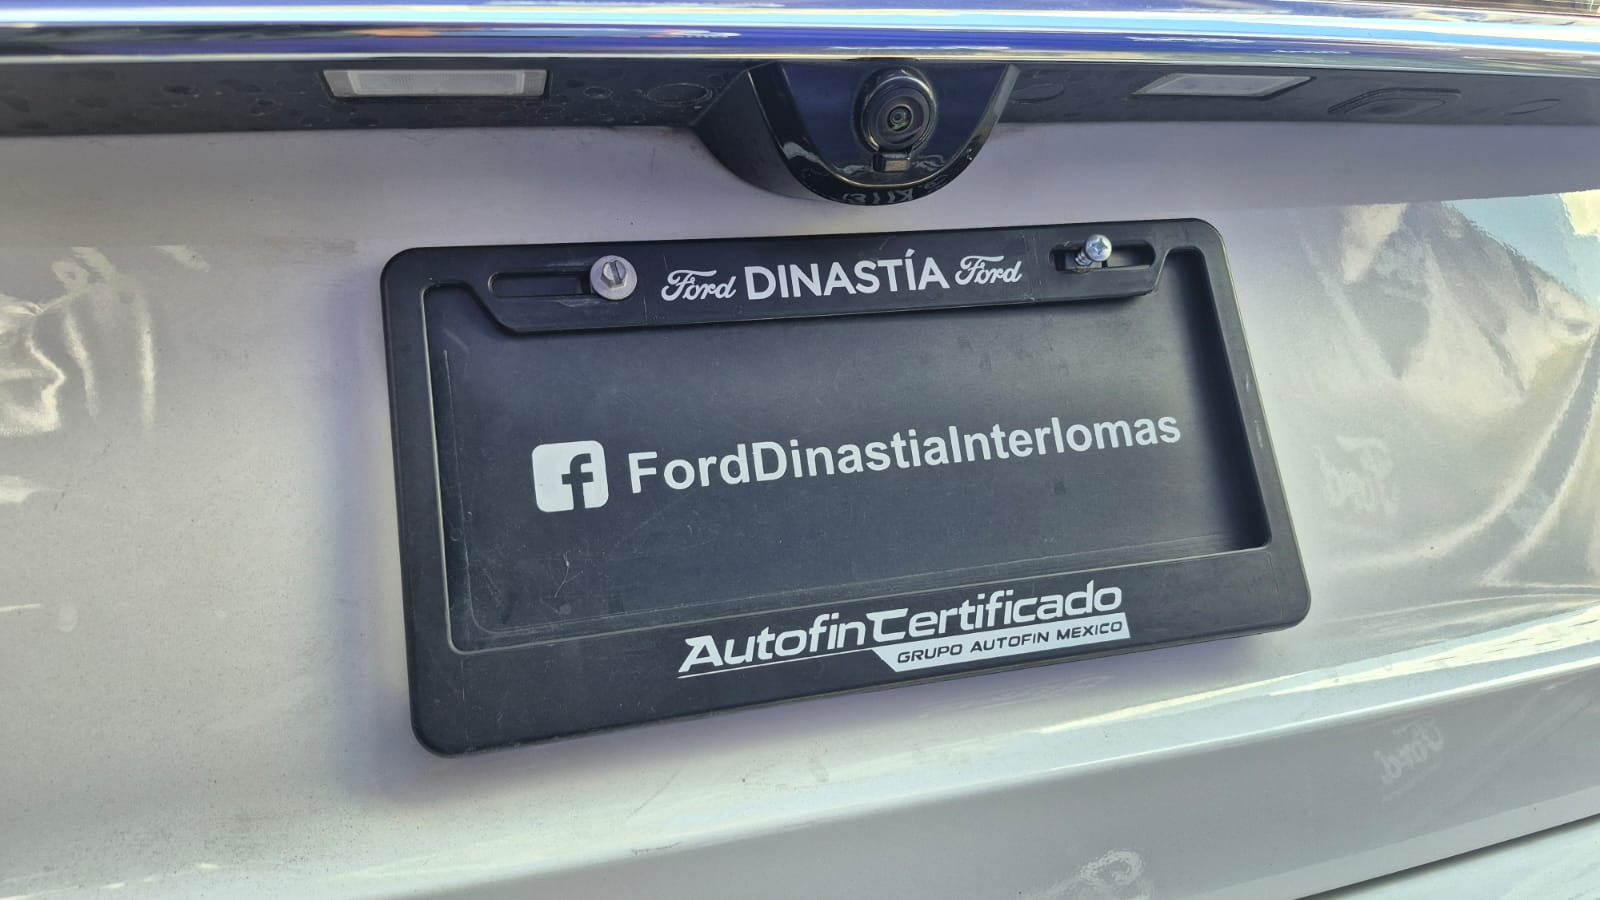 Ford DINASTÍA Ford
FordDinastiaInterlomas
AutofinCertificado
GRUPO AUTOFIN MEXICO